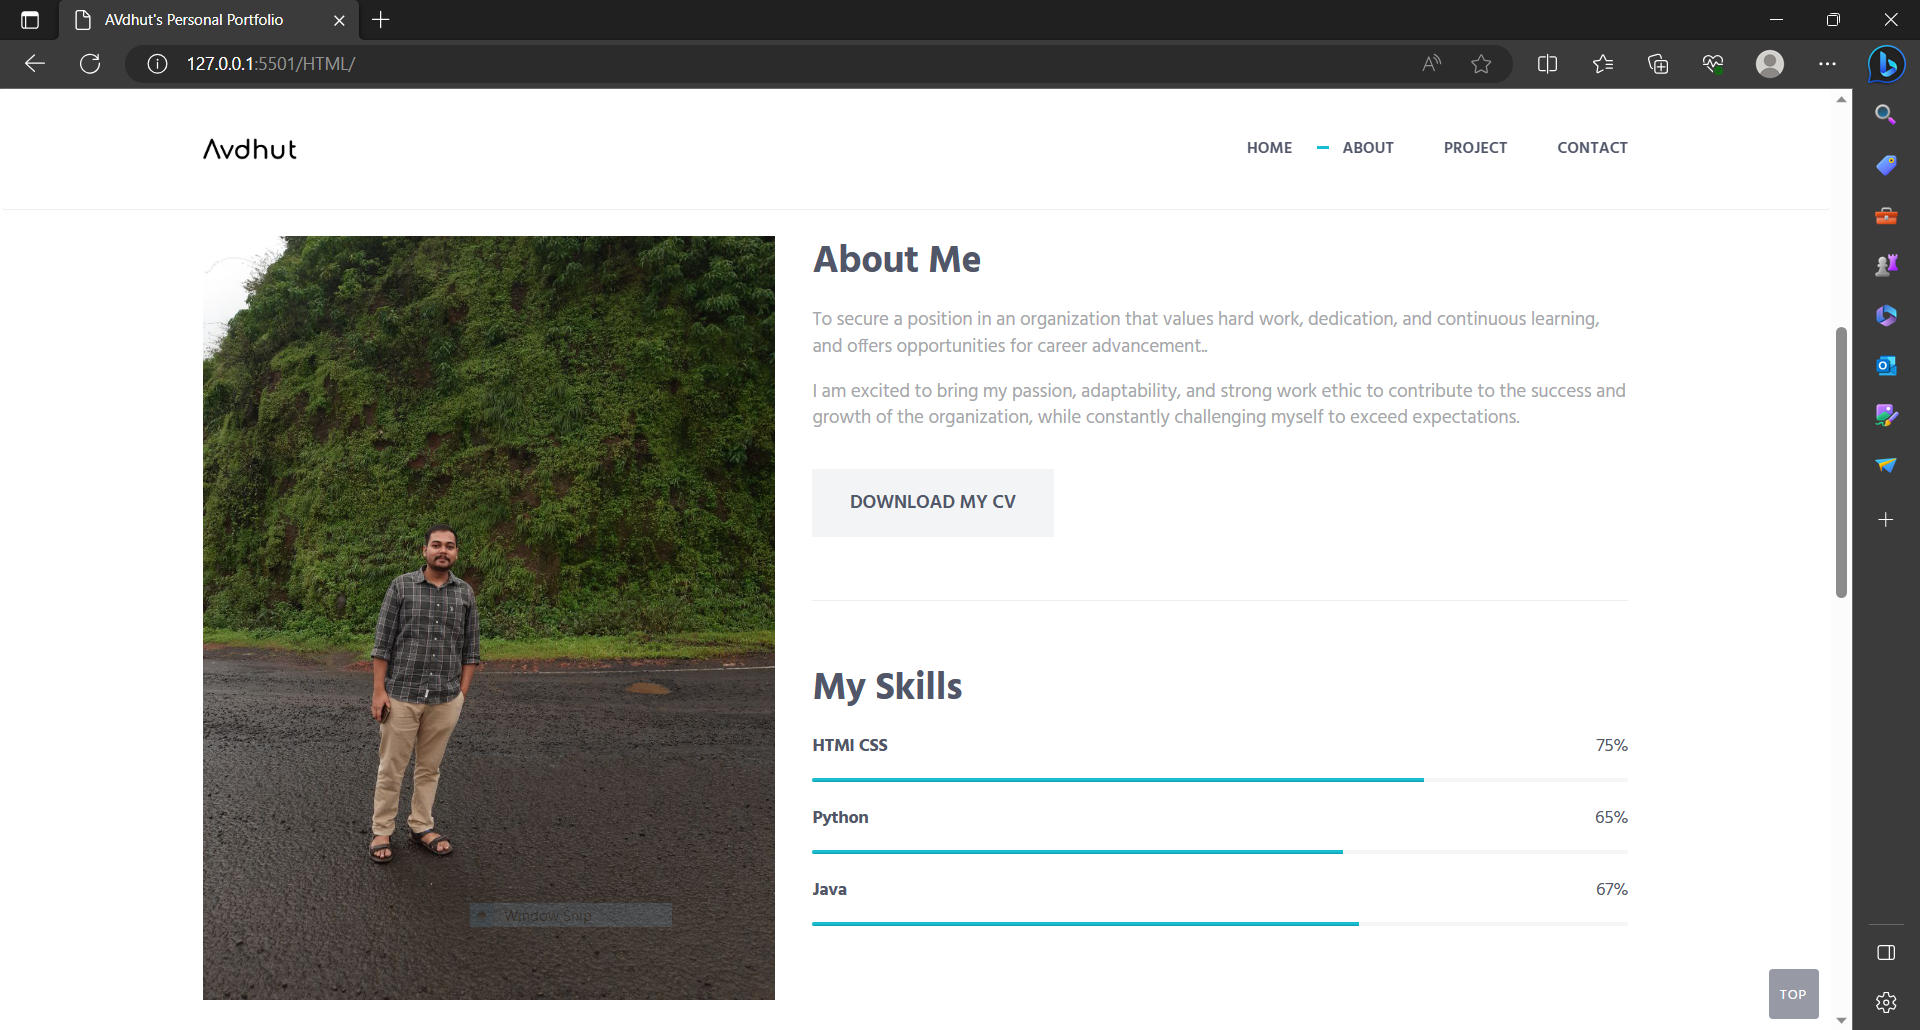 AVdhut's Personal Portfolio
127.0.0.1:5501/HTML/
Avdhut
HOME ABOUT PROJECT CONTACT
About Me
To secure a position in an organization that values hard work, dedication, and continuous learning,
and offers opportunities for career advancement..
I am excited to bring my passion, adaptability, and strong work ethic to contribute to the success and
growth of the organization, while constantly challenging myself to exceed expectations.
DOWNLOAD MY CV
My Skills
HTMl CSS 75%
Python 65%
Java 67%
Window Snip
TOP